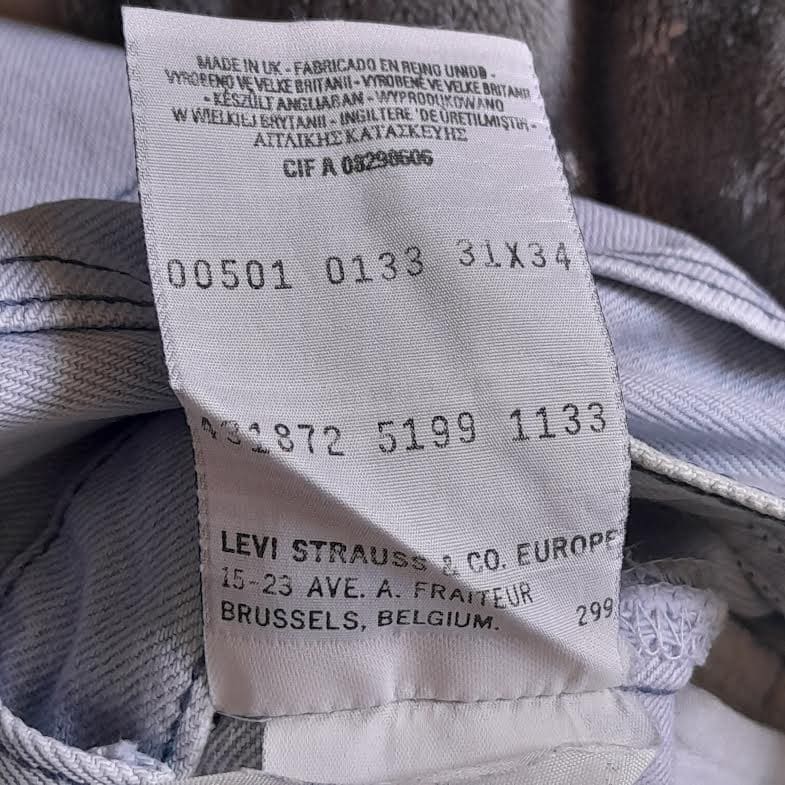 MADE IN UK - FABRICADO EN REINO UNIDO -
VYROBENO VE VELKE BRITANII - VYROBENÉ VE VELKE BRITANII
- KÉSZÜLT ANGLIABAN - WYPRODUKOWANO
W WIELKIEJ BRYTANII - INGILTERE 'DE ÜRETILMIŞTIR -
ΑΓΓΛΙΚΗΣ ΚΑΤΑΣΚΕΥΗΣ
CIF A 08290606
00501 0133 31X34
5199 1133
LEVI STRAUSS & CO. EUROPE
15-23 AVE. A. FRAITEUR
BRUSSELS, BELGIUM. 299